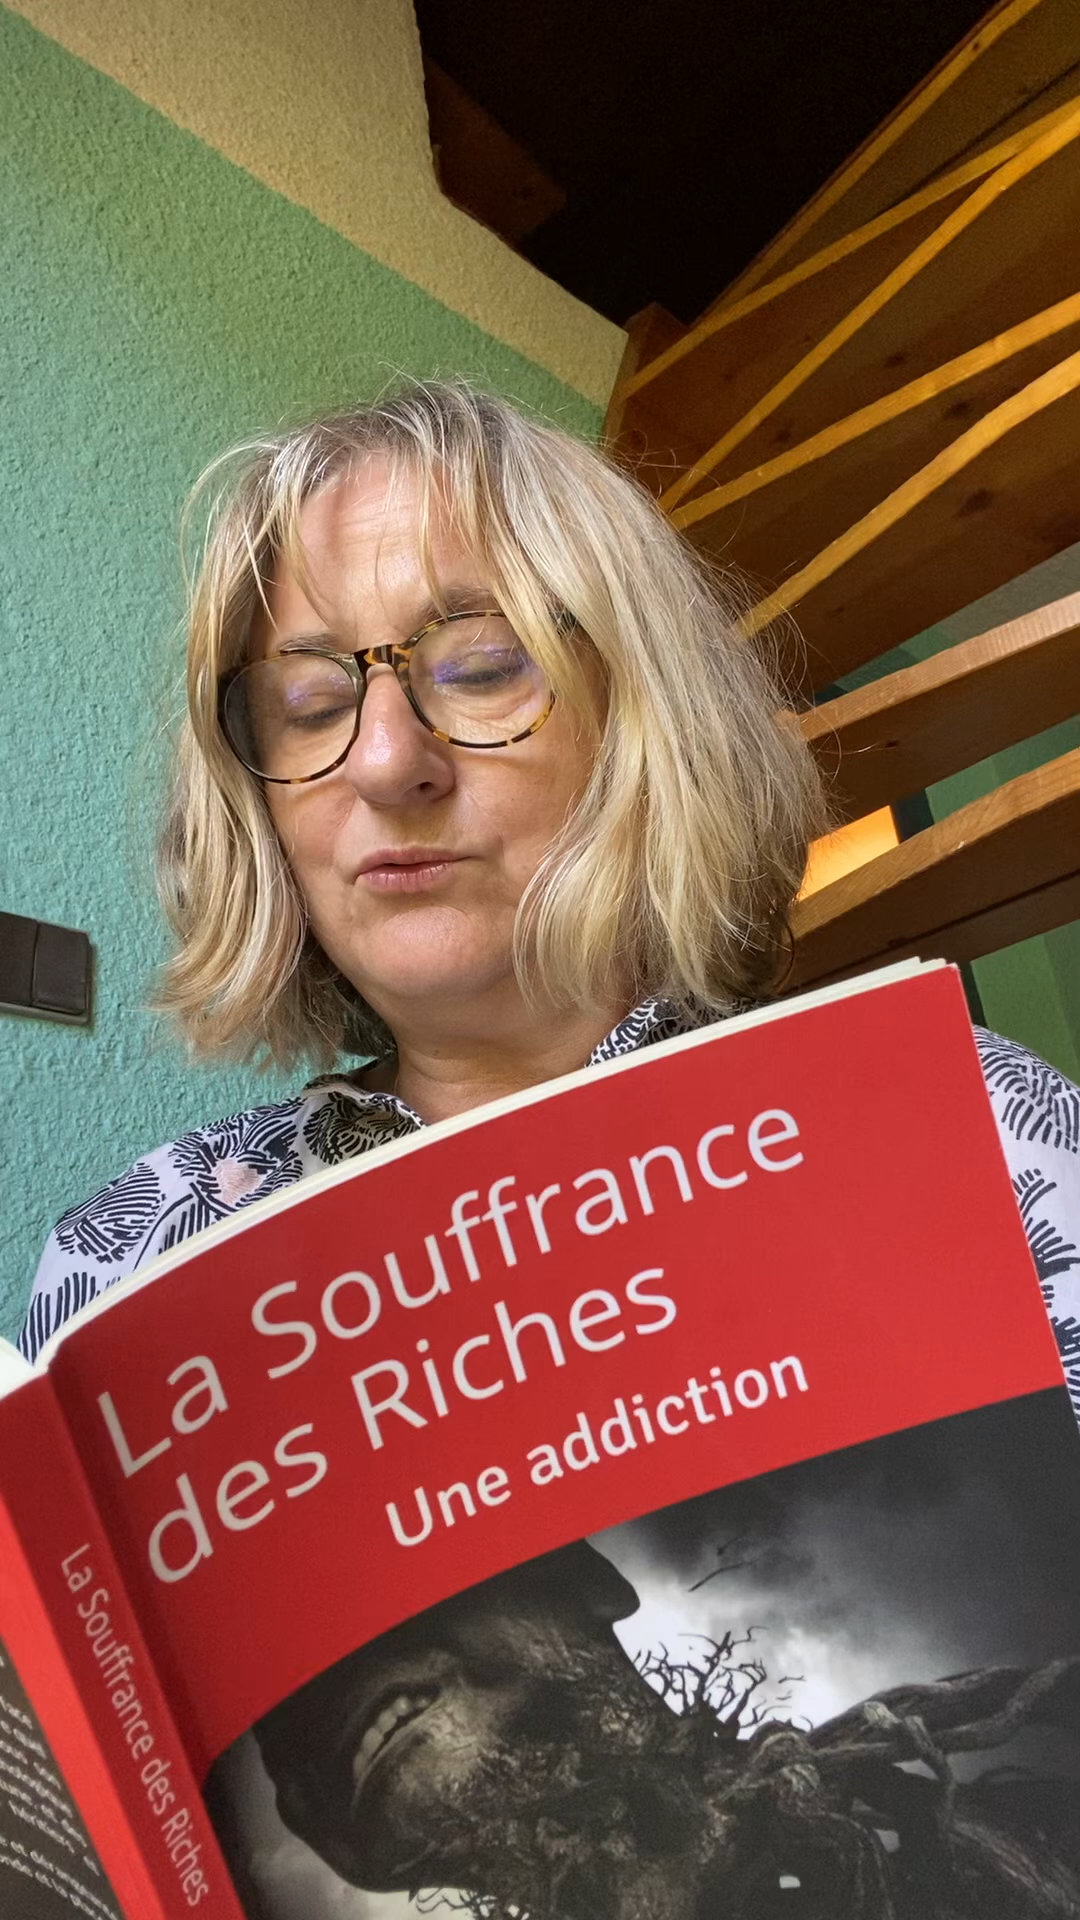 La Souffrance
des Riches
Une addiction
La Souffrance des Riches